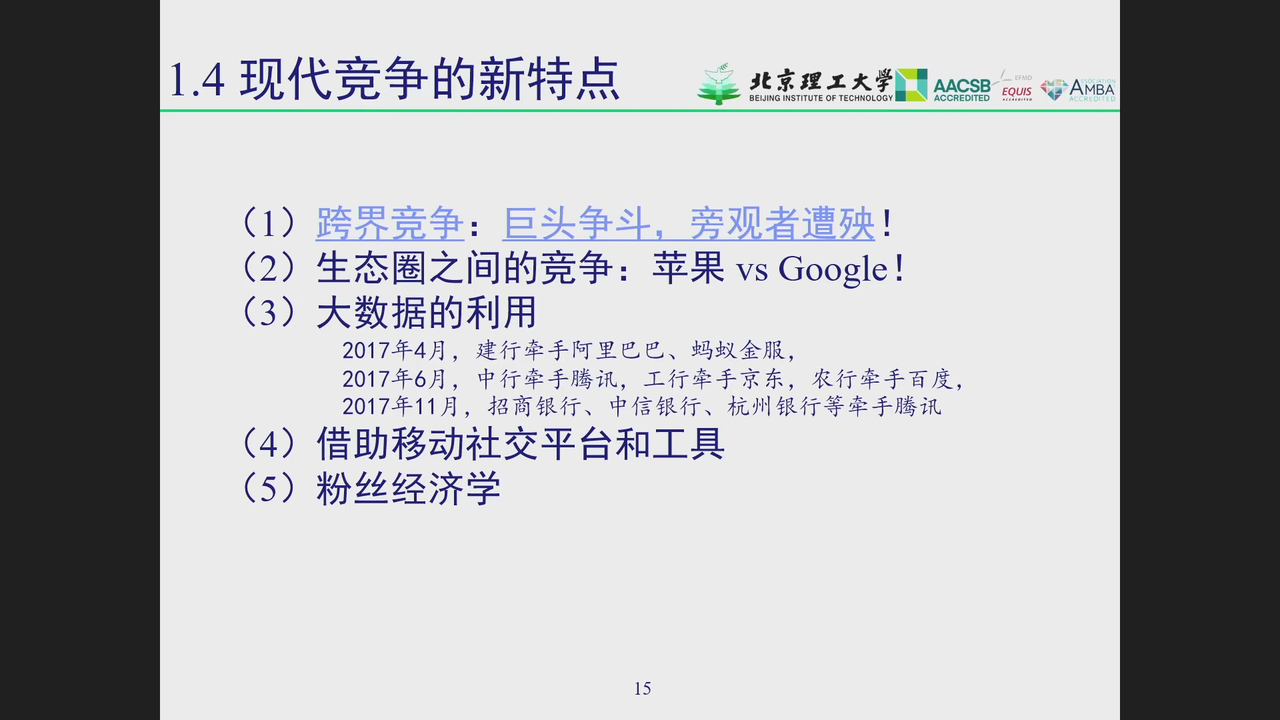 1.4 现代竞争的新特点
北京理工大学
BEIJING INSTITUTE OF TECHNOLOGY
AACSB
ACCREDITED
EFMD
EQUIS
ACCREDITED
ASSOCIATION
AMBA
ACCREDITED
（1）跨界竞争：巨头争斗，旁观者遭殃！
（2）生态圈之间的竞争：苹果 vs Google！
（3）大数据的利用
2017年4月，建行牵手阿里巴巴、蚂蚁金服，
2017年6月，中行牵手腾讯，工行牵手京东，农行牵手百度，
2017年11月，招商银行、中信银行、杭州银行等牵手腾讯
（4）借助移动社交平台和工具
（5）粉丝经济学
15